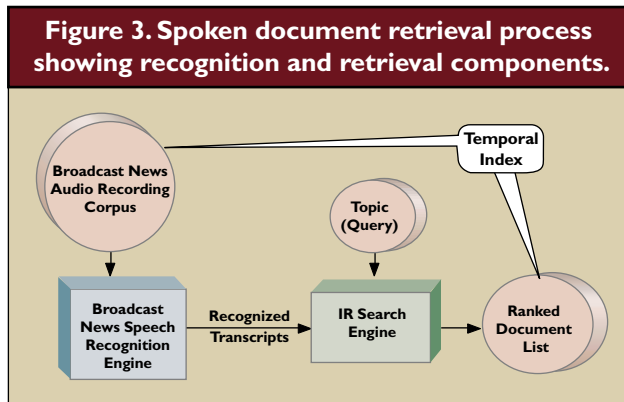 Figure 3. Spoken document retrieval process
showing recognition and retrieval components.
Broadcast News
Audio Recording
Corpus
Temporal
Index
Topic
(Query)
Broadcast
News Speech
Recognition
Engine
Recognized
Transcripts
IR Search
Engine
Ranked
Document
List